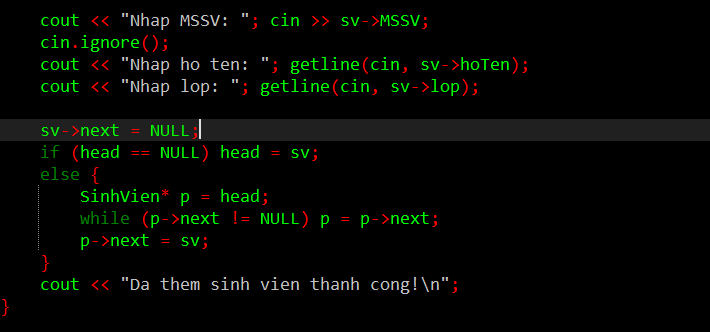 cout << "Nhap MSSV: "; cin >> sv->MSSV;
cin.ignore();
cout << "Nhap ho ten: "; getline(cin, sv->hoTen);
cout << "Nhap lop: "; getline(cin, sv->lop);
sv->next = NULL;
if (head == NULL) head = sv;
else {
SinhVien* p = head;
while (p->next != NULL) p = p->next;
p->next = sv;
}
cout << "Da them sinh vien thanh cong!\n";
}